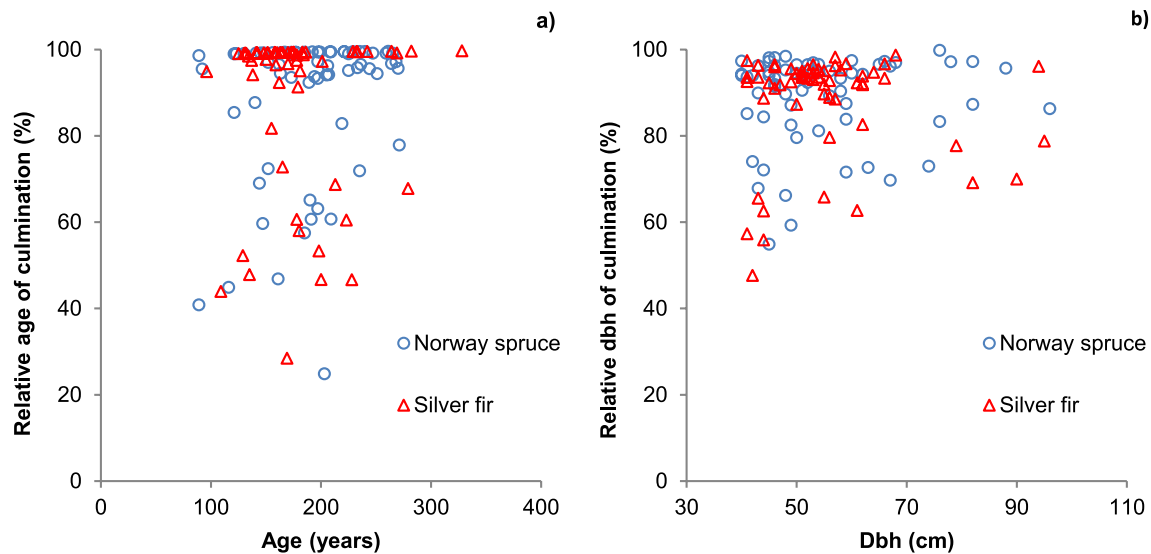 a)
Relative age of culmination (%)
100
80
60
40
20
0
0 100 200 300 400
Age (years)
Norway spruce
Silver fir
b)
Relative dbh of culmination (%)
100
80
60
40
20
0
30 50 70 90 110
Dbh (cm)
Norway spruce
Silver fir